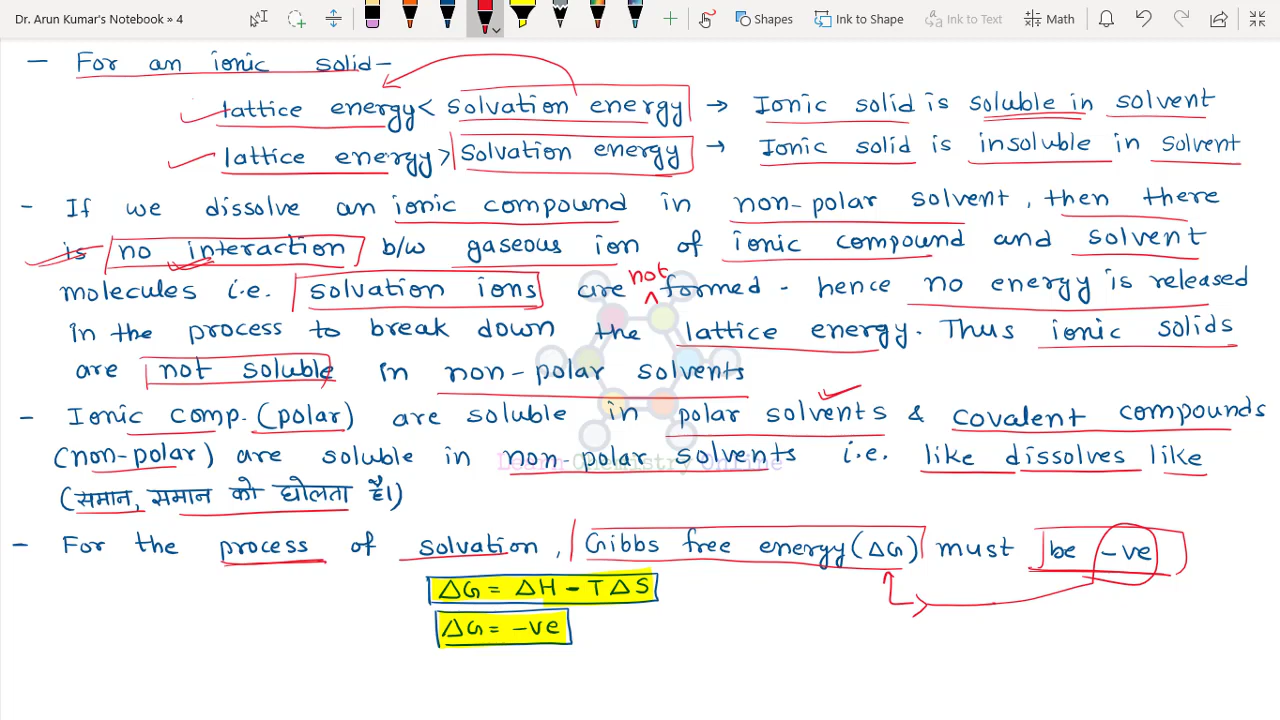 Dr. Arun Kumar's Notebook » 4
Shapes
Ink to Shape
Ink to Text
Math
– For an ionic solid–
lattice energy < solvation energy → Ionic solid is soluble in solvent
lattice energy > Solvation energy → Ionic solid is insoluble in Solvent
- If we dissolve an ionic compound in non-polar solvent, then there
is no interaction b/w gaseous ion of ionic compound and solvent
not
molecules i.e. solvation ions are ^ formed - hence no energy is released
in the process to break down the lattice energy. Thus ionic solids
are not soluble in non-polar solvents
- Ionic comp. (polar) are soluble in polar solvents & covalent compounds
(non-polar) are soluble in non-polar solvents i.e. like dissolves like
Learn Chemistry Online
(समान, समान को घोलता है।)
- For the process of solvation, Gibbs free energy (ΔG) must be -ve
ΔG = ΔH - TΔS
ΔG = -ve